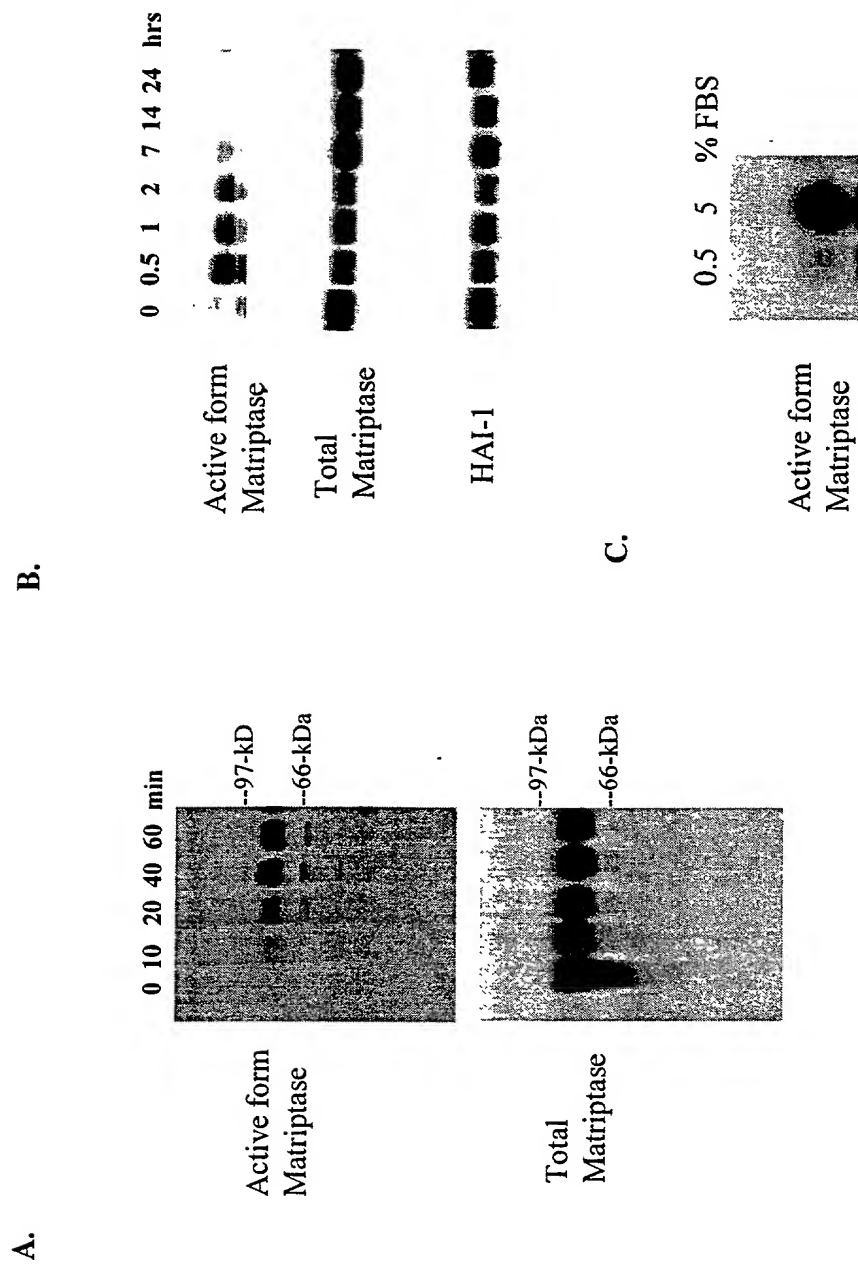 A.
0 10 20 40 60 min
Active form
Matriptase
--97-kD
--66-kDa
Total
Matriptase
--97-kDa
--66-kDa
B.
0 0.5 1 2 7 14 24 hrs
Active form
Matriptase
Total
Matriptase
HAI-1
C.
0.5 5 % FBS
Active form
Matriptase